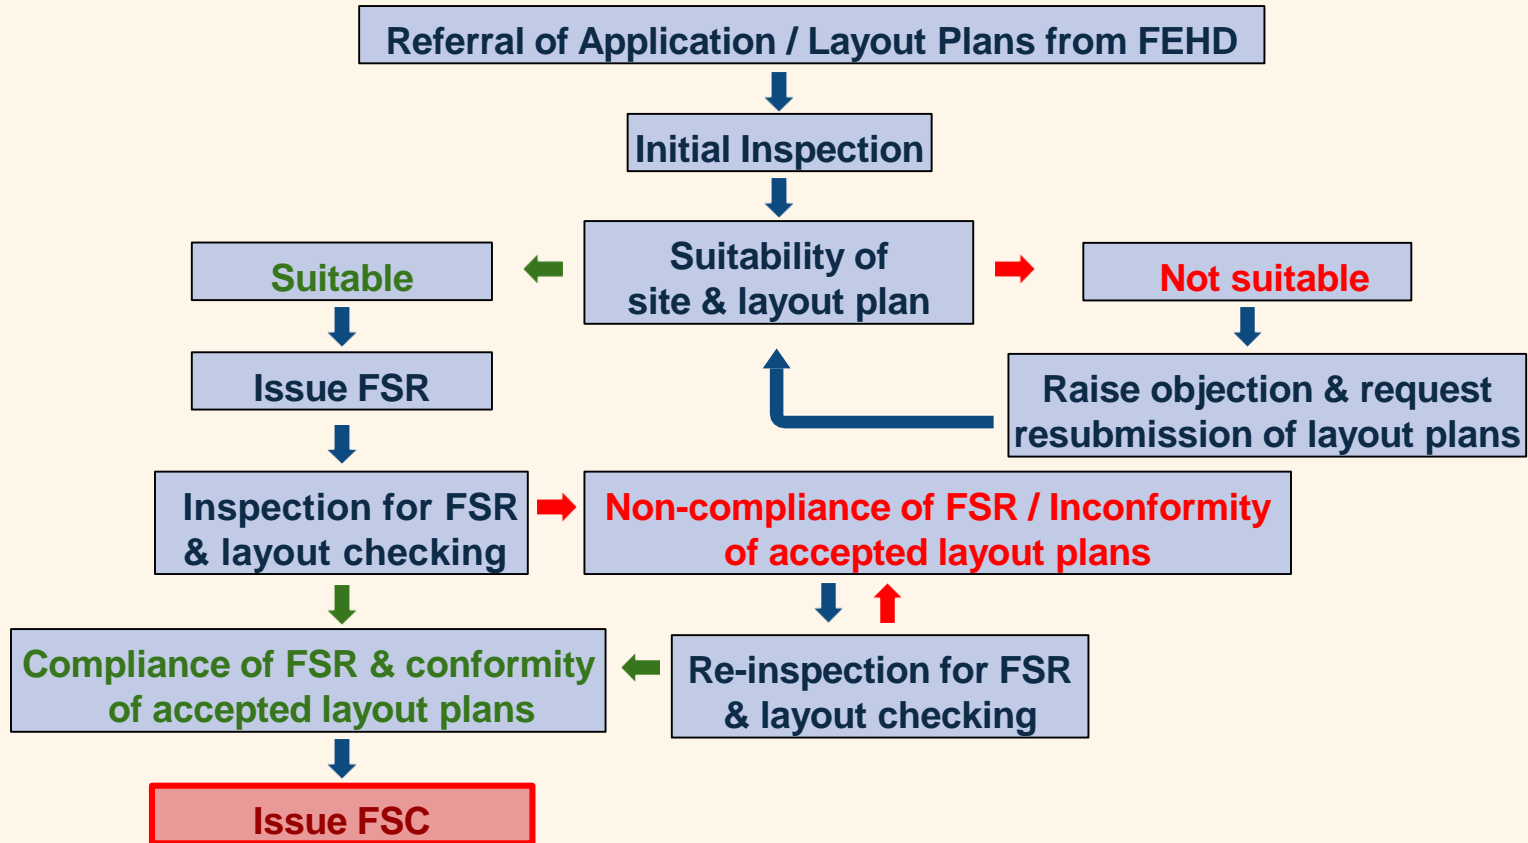 Referral of Application / Layout Plans from FEHD
Initial Inspection
Suitability of
site & layout plan
Suitable
Not suitable
Issue FSR
Raise objection & request
resubmission of layout plans
Inspection for FSR
& layout checking
Non-compliance of FSR / Inconformity
of accepted layout plans
Compliance of FSR & conformity
of accepted layout plans
Re-inspection for FSR
& layout checking
Issue FSC